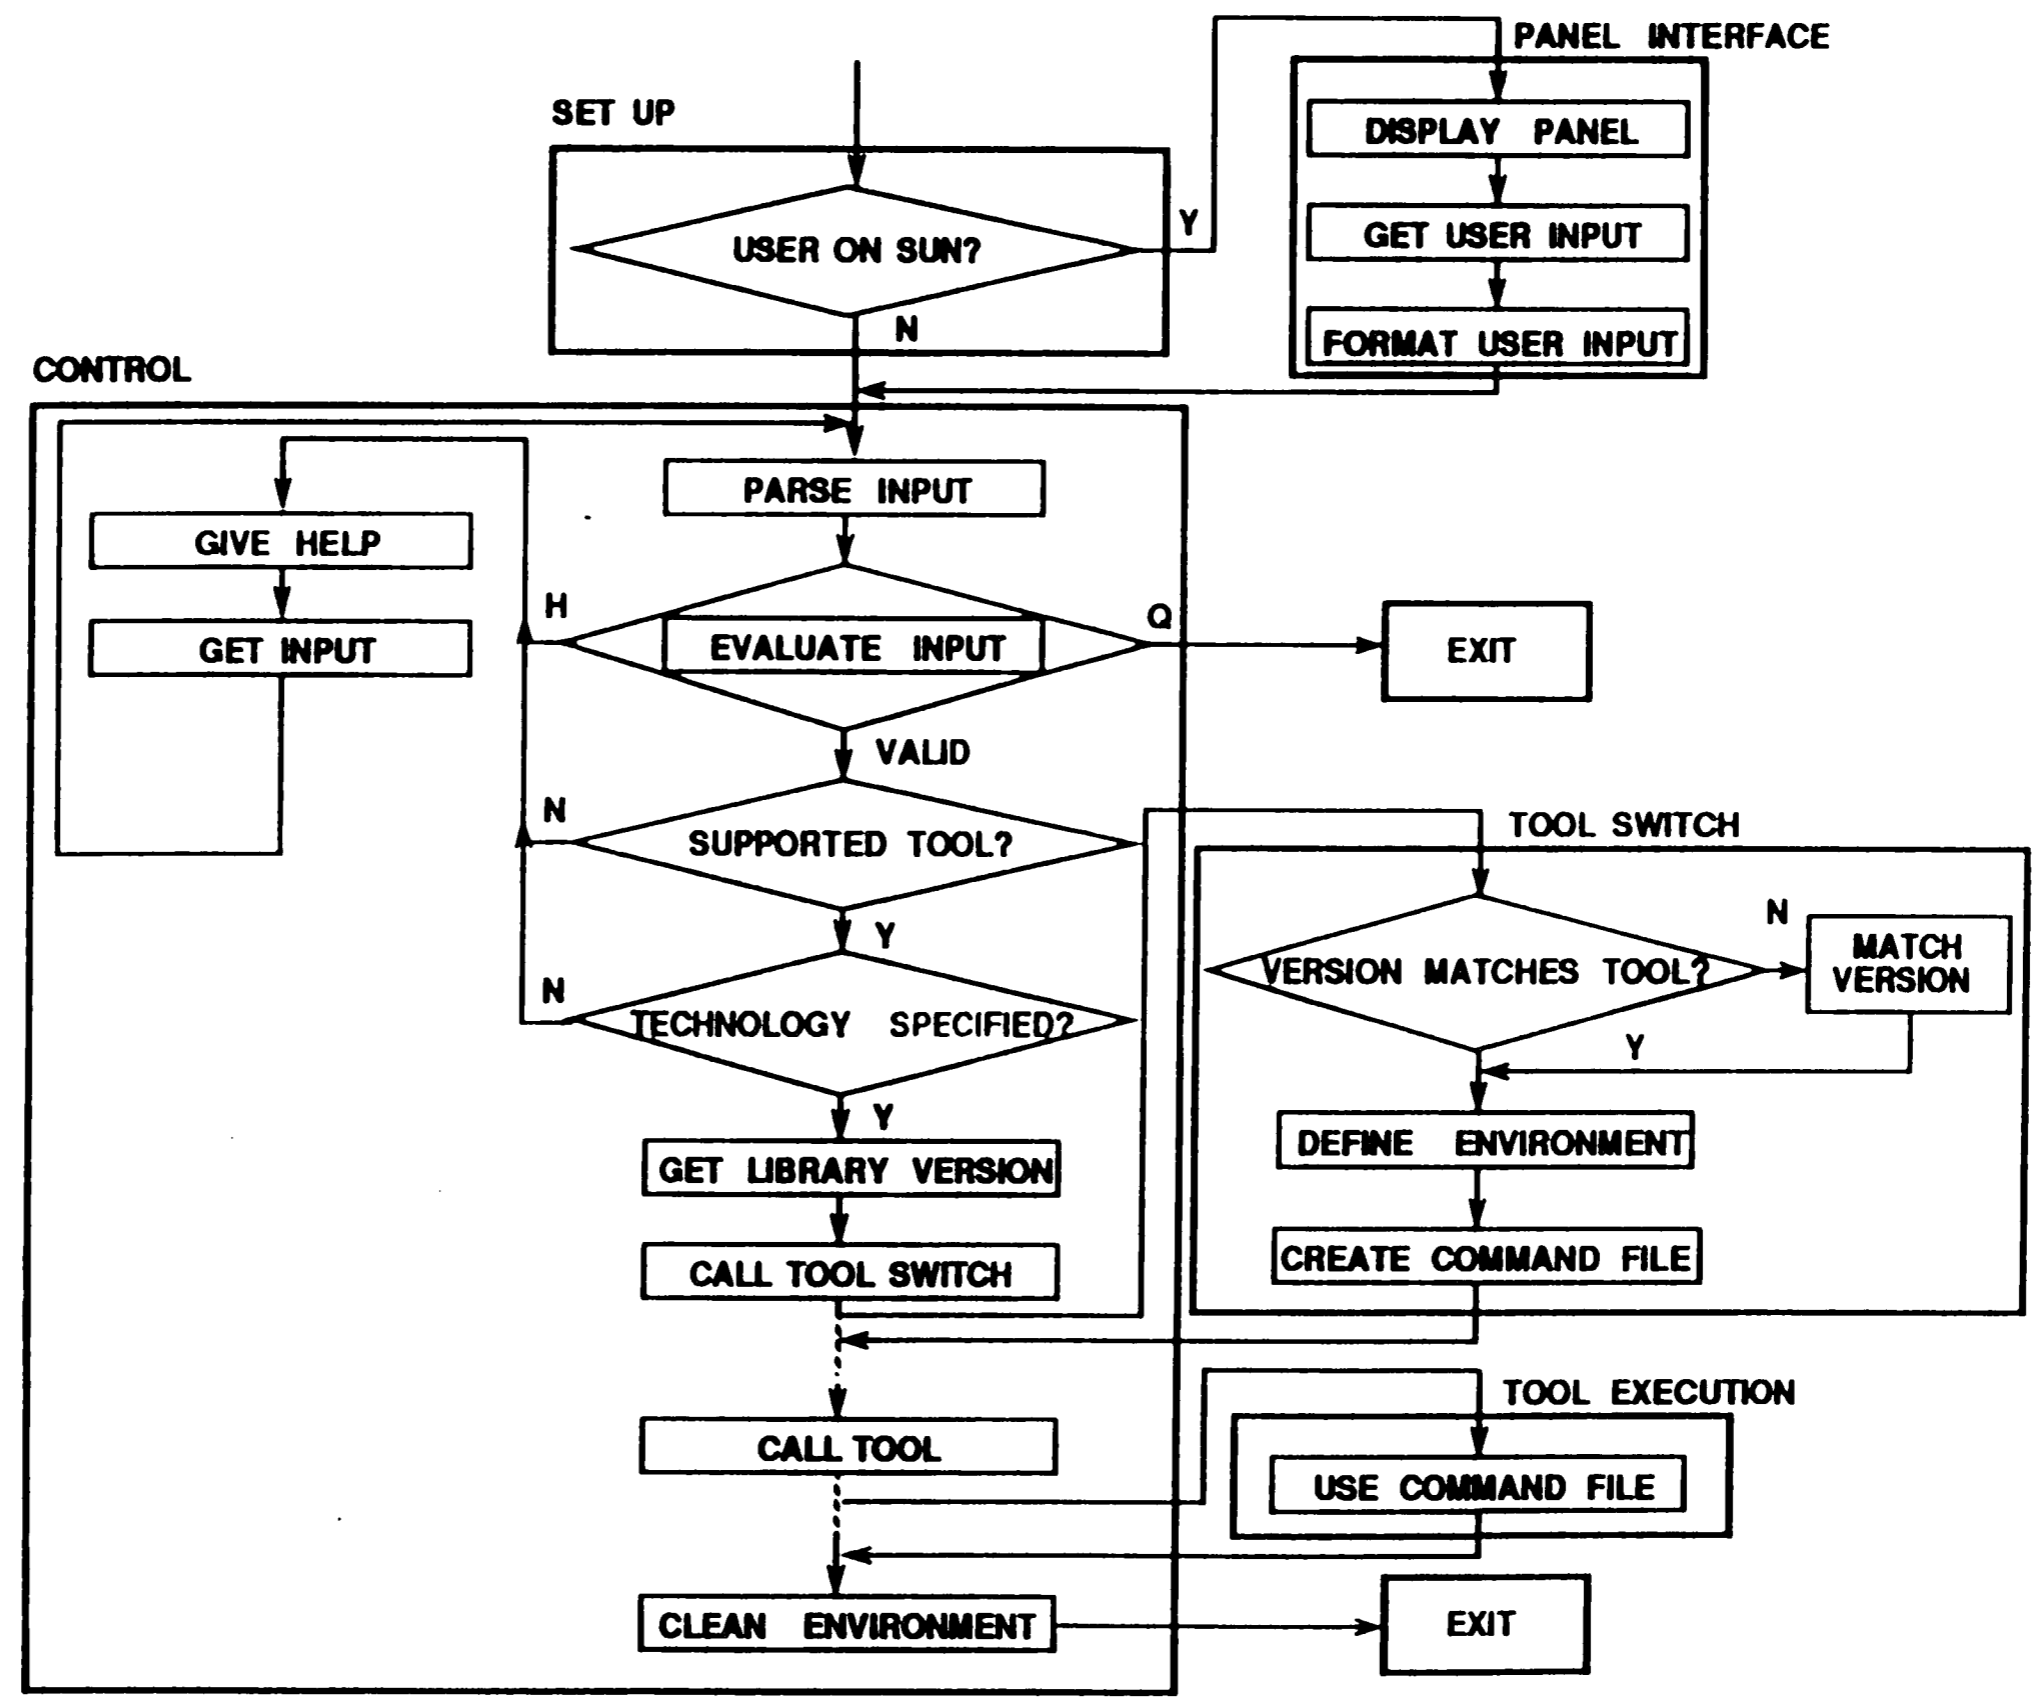 PANEL INTERFACE
DISPLAY PANEL
GET USER INPUT
FORMAT USER INPUT
SET UP
USER ON SUN?
Y
N
CONTROL
PARSE INPUT
GIVE HELP
GET INPUT
H
EVALUATE INPUT
Q
EXIT
VALID
N
SUPPORTED TOOL?
Y
N
TECHNOLOGY SPECIFIED?
Y
GET LIBRARY VERSION
CALL TOOL SWITCH
TOOL SWITCH
VERSION MATCHES TOOL?
N
MATCH
VERSION
Y
DEFINE ENVIRONMENT
CREATE COMMAND FILE
CALL TOOL
TOOL EXECUTION
USE COMMAND FILE
CLEAN ENVIRONMENT
EXIT